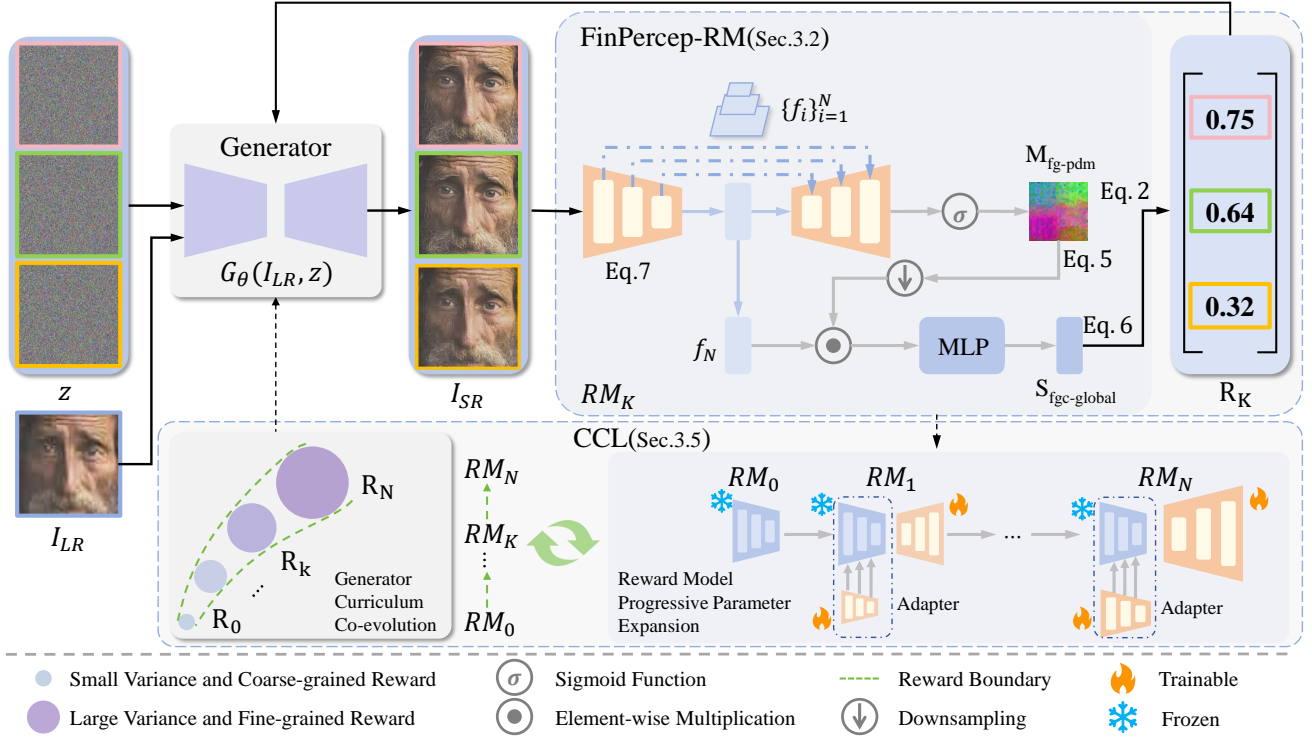 FinPercep-RM(Sec.3.2)
{f_i}_{i=1}^N
Generator
G_θ(I_LR, z)
M_fg-pdm
Eq. 2
σ
Eq.7
Eq. 5
f_N
MLP
Eq. 6
S_fgc-global
RM_K
0.75
0.64
0.32
R_K
z
I_SR
I_LR
CCL(Sec.3.5)
R_N
R_k
...
R_0
Generator
Curriculum
Co-evolution
RM_N
RM_K
...
RM_0
RM_0
RM_1
...
RM_N
Reward Model
Progressive Parameter
Expansion
Adapter
Adapter
Small Variance and Coarse-grained Reward
σ Sigmoid Function
Reward Boundary
Trainable
Large Variance and Fine-grained Reward
Element-wise Multiplication
Downsampling
Frozen